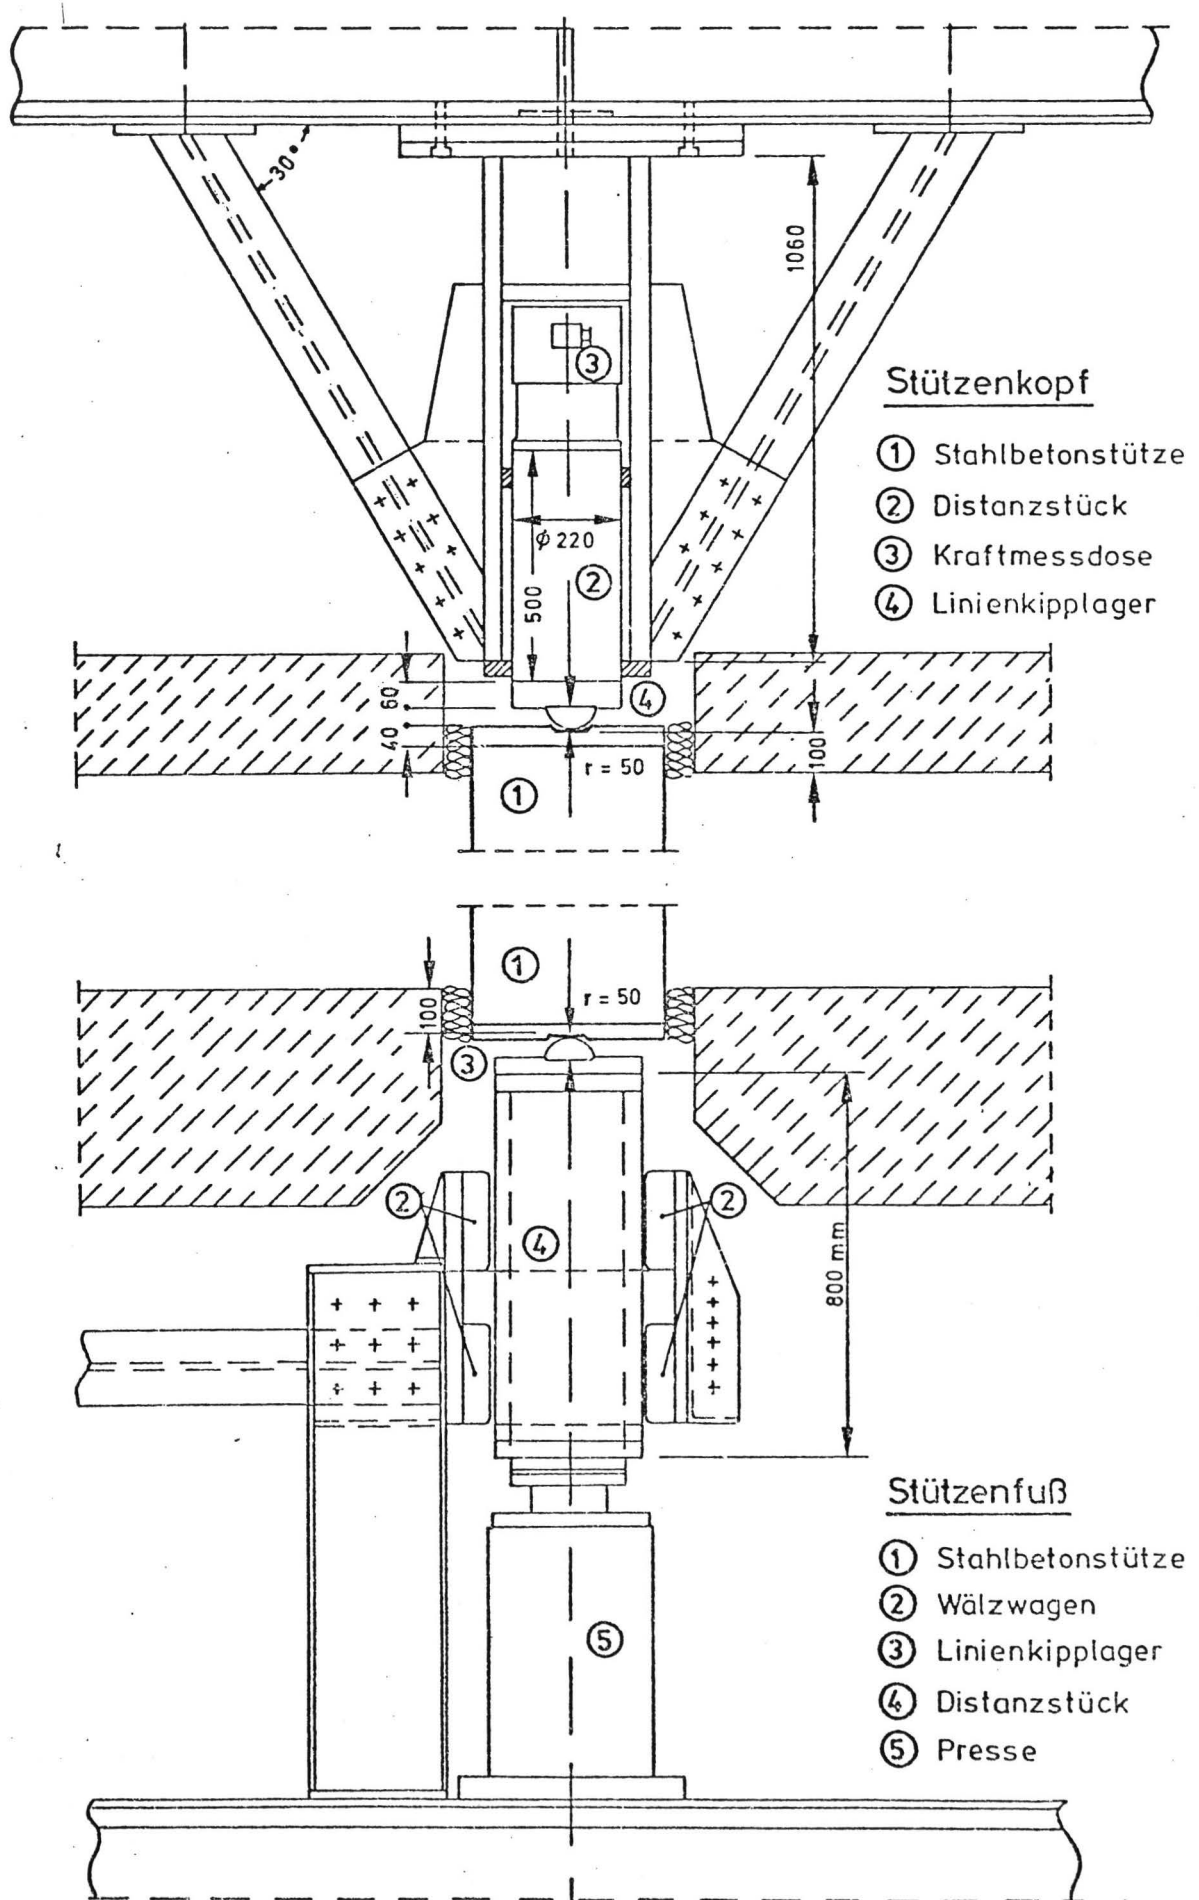 30°
1060
③
Stützenkopf
① Stahlbetonstütze
② Distanzstück
③ Kraftmessdose
④ Linienkipplager
Φ 220
②
500
60
④
40
100
r = 50
①
①
r = 50
100
③
②
②
④
800 mm
Stützenfuß
① Stahlbetonstütze
② Wälzwagen
③ Linienkipplager
④ Distanzstück
⑤ Presse
⑤